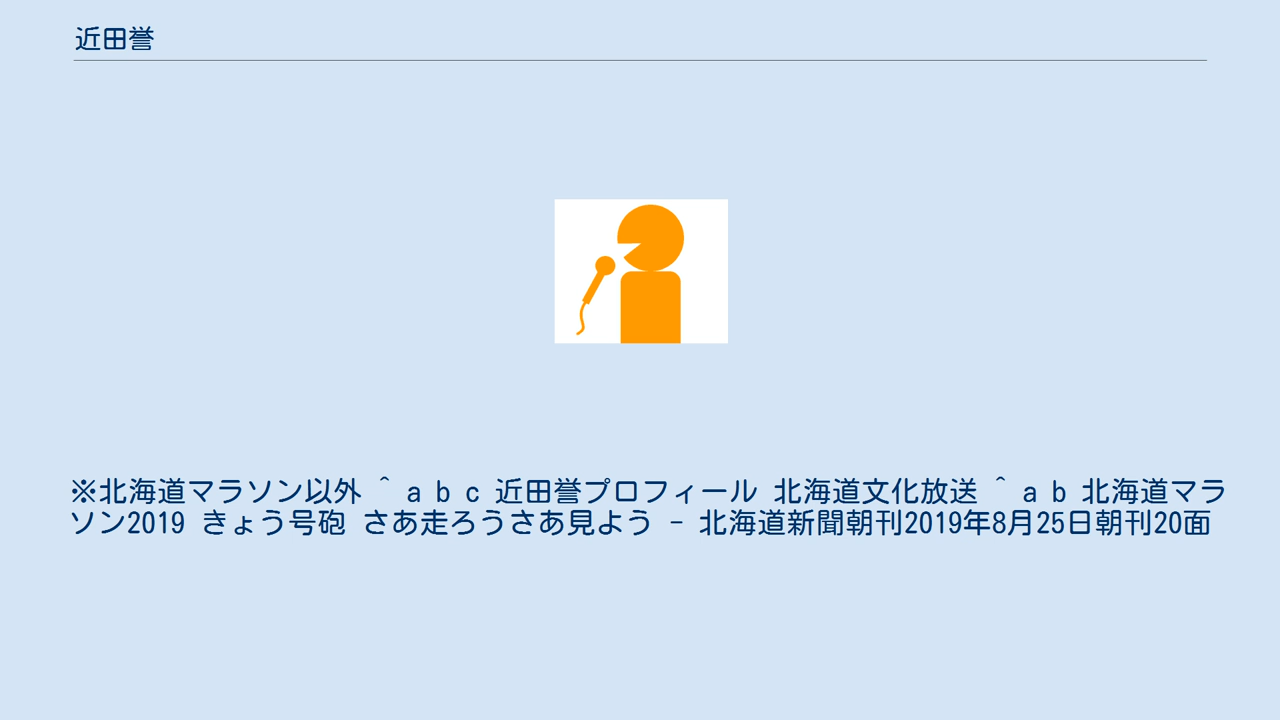 近田誉
※北海道マラソン以外 ^ a b c 近田誉プロフィール 北海道文化放送 ^ a b 北海道マラ
ソン2019 きょう号砲 さあ走ろうさあ見よう - 北海道新聞朝刊2019年8月25日朝刊20面